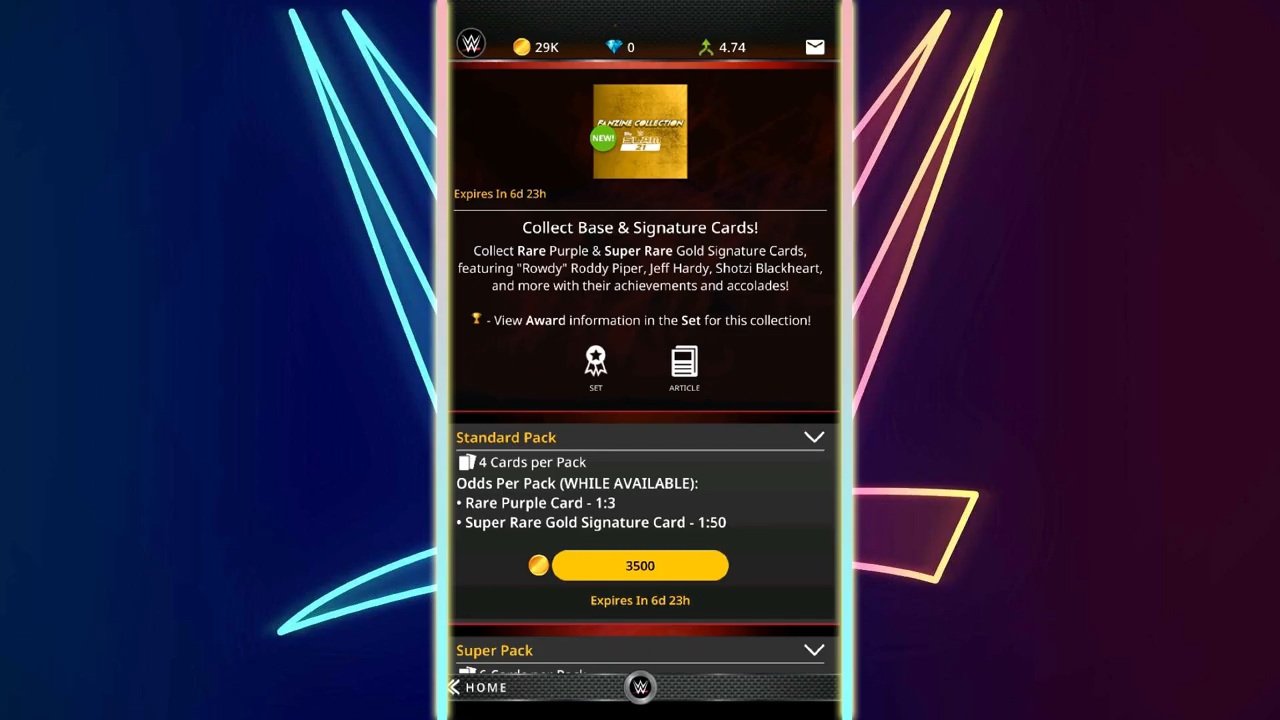 29K
0
4.74
FANZINE COLLECTION
NEW!
SLAM
21
Expires In 6d 23h
Collect Base & Signature Cards!
Collect Rare Purple & Super Rare Gold Signature Cards,
featuring "Rowdy" Roddy Piper, Jeff Hardy, Shotzi Blackheart,
and more with their achievements and accolades!
- View Award information in the Set for this collection!
SET
ARTICLE
Standard Pack
4 Cards per Pack
Odds Per Pack (WHILE AVAILABLE):
• Rare Purple Card - 1:3
• Super Rare Gold Signature Card - 1:50
3500
Expires In 6d 23h
Super Pack
HOME